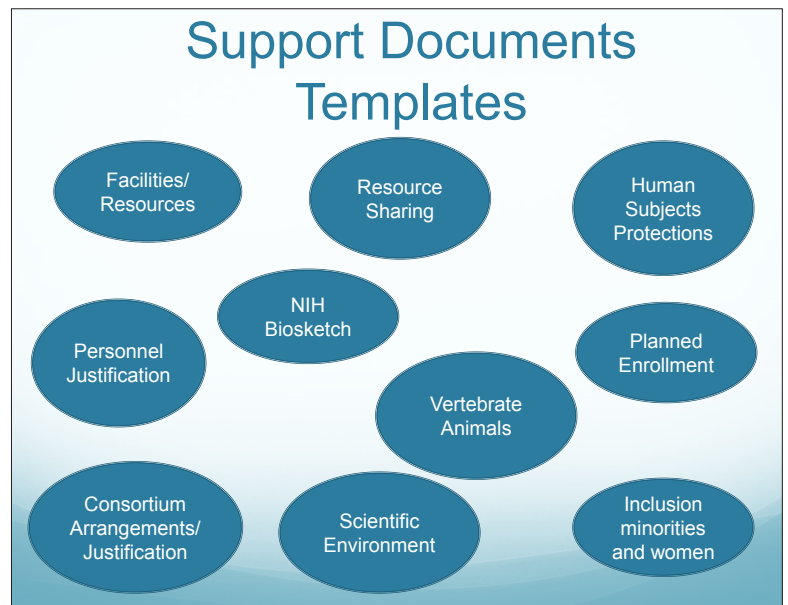 Support Documents
Templates
Facilities/
Resources
Resource
Sharing
Human
Subjects
Protections
NIH
Biosketch
Personnel
Justification
Planned
Enrollment
Vertebrate
Animals
Consortium
Arrangements/
Justification
Scientific
Environment
Inclusion
minorities
and women